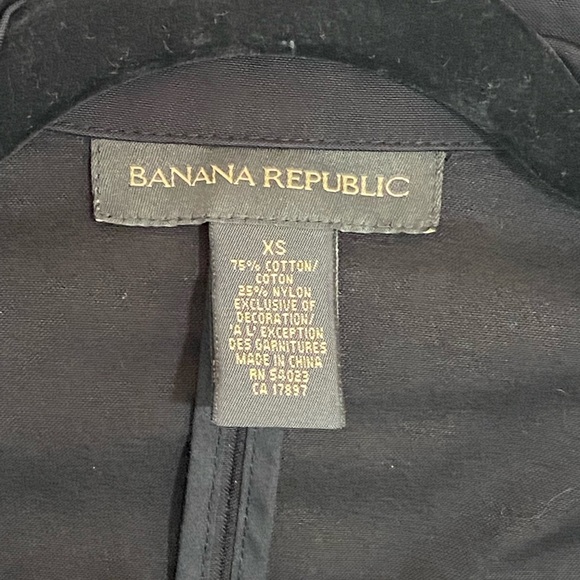 BANANA REPUBLIC
XS
75% COTTON/
COTON
25% NYLON
EXCLUSIVE OF
DECORATION/
'A L' EXCEPTION
DES GARNITURES
MADE IN CHINA
RN 54023
CA 17897